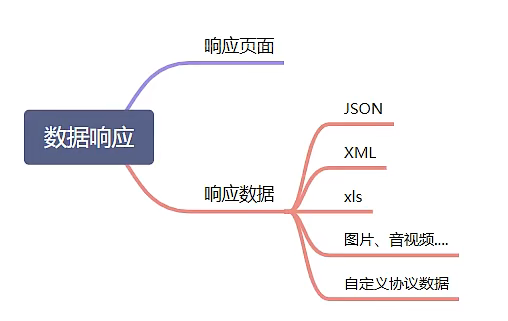 响应页面
数据响应
响应数据
JSON
XML
xls
图片、音视频....
自定义协议数据